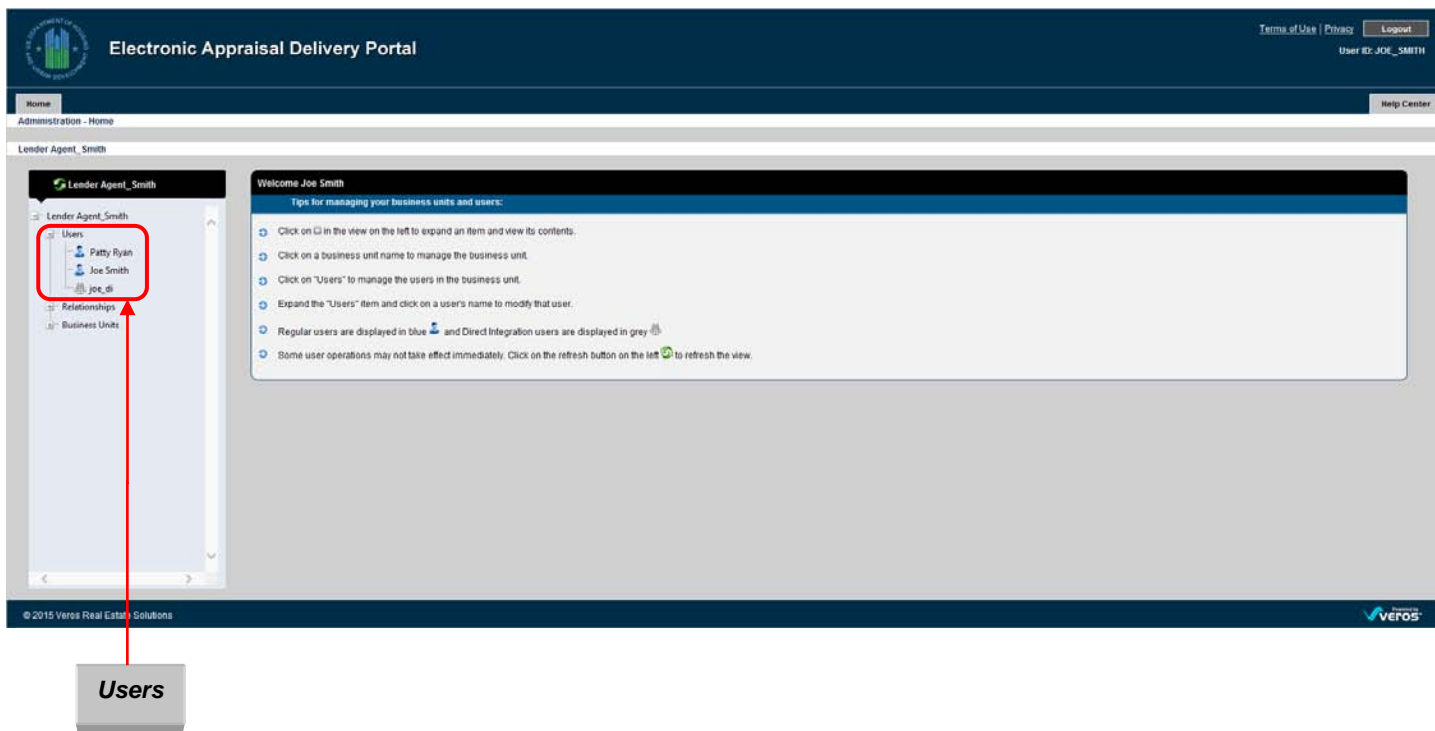 Terms of Use | Privacy Logout
Electronic Appraisal Delivery Portal
User ID: JOE_SMITH
Home Help Center
Administration - Home
Lender Agent_Smith
Lender Agent_Smith
Welcome Joe Smith
Tips for managing your business units and users:
Lender Agent_Smith
Users
Patty Ryan
Joe Smith
joe_di
Relationships
Business Units
Click on in the view on the left to expand an item and view its contents.
Click on a business unit name to manage the business unit.
Click on "Users" to manage the users in the business unit.
Expand the "Users" item and click on a user's name to modify that user.
Regular users are displayed in blue and Direct Integration users are displayed in grey
Some user operations may not take effect immediately. Click on the refresh button on the left to refresh the view.
© 2015 Veros Real Estate Solutions
Powered by
veros
Users